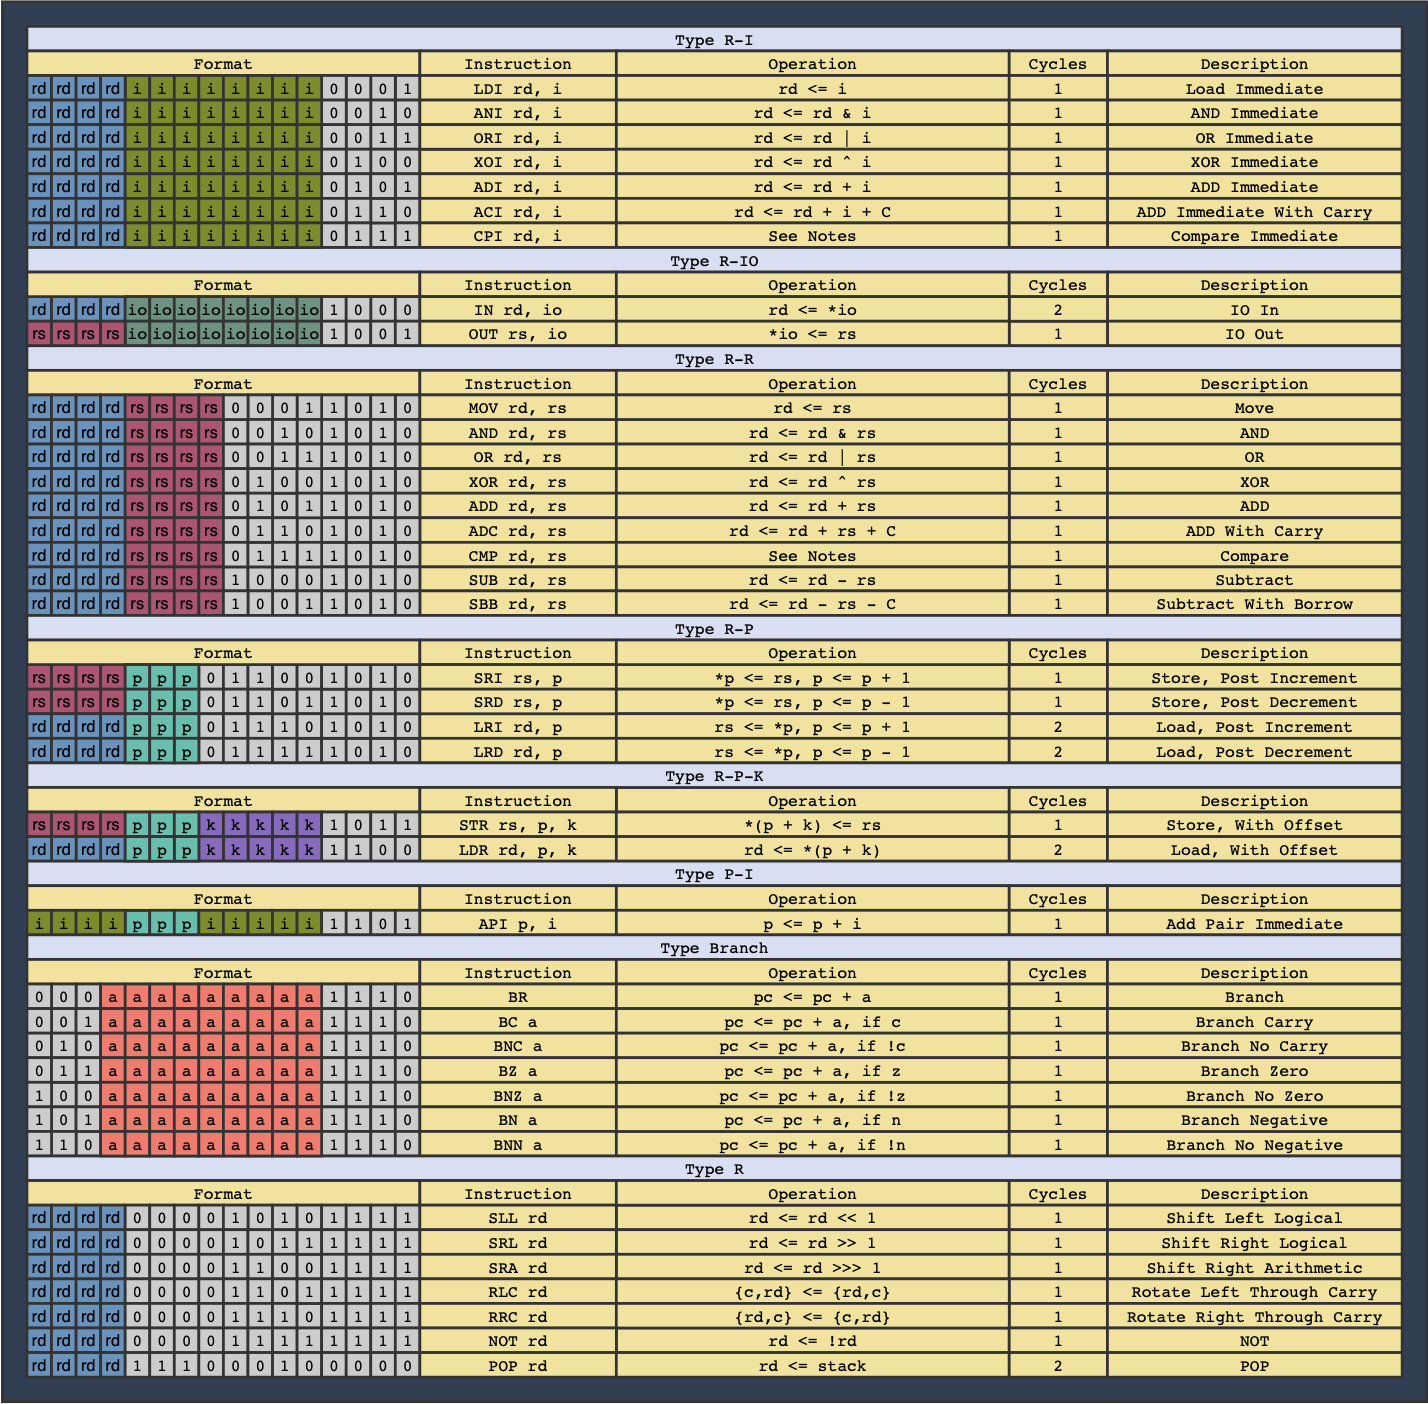 Type R-I
Format Instruction Operation Cycles Description
rd rd rd rd i i i i i i i i 0 0 0 1 LDI rd, i rd <= i 1 Load Immediate
rd rd rd rd i i i i i i i i 0 0 1 0 ANI rd, i rd <= rd & i 1 AND Immediate
rd rd rd rd i i i i i i i i 0 0 1 1 ORI rd, i rd <= rd | i 1 OR Immediate
rd rd rd rd i i i i i i i i 0 1 0 0 XOI rd, i rd <= rd ^ i 1 XOR Immediate
rd rd rd rd i i i i i i i i 0 1 0 1 ADI rd, i rd <= rd + i 1 ADD Immediate
rd rd rd rd i i i i i i i i 0 1 1 0 ACI rd, i rd <= rd + i + C 1 ADD Immediate With Carry
rd rd rd rd i i i i i i i i 0 1 1 1 CPI rd, i See Notes 1 Compare Immediate
Type R-IO
Format Instruction Operation Cycles Description
rd rd rd rd io io io io io io io io 1 0 0 0 IN rd, io rd <= *io 2 IO In
rs rs rs rs io io io io io io io io 1 0 0 1 OUT rs, io *io <= rs 1 IO Out
Type R-R
Format Instruction Operation Cycles Description
rd rd rd rd rs rs rs rs 0 0 0 1 1 0 1 0 MOV rd, rs rd <= rs 1 Move
rd rd rd rd rs rs rs rs 0 0 1 0 1 0 1 0 AND rd, rs rd <= rd & rs 1 AND
rd rd rd rd rs rs rs rs 0 0 1 1 1 0 1 0 OR rd, rs rd <= rd | rs 1 OR
rd rd rd rd rs rs rs rs 0 1 0 0 1 0 1 0 XOR rd, rs rd <= rd ^ rs 1 XOR
rd rd rd rd rs rs rs rs 0 1 0 1 1 0 1 0 ADD rd, rs rd <= rd + rs 1 ADD
rd rd rd rd rs rs rs rs 0 1 1 0 1 0 1 0 ADC rd, rs rd <= rd + rs + C 1 ADD With Carry
rd rd rd rd rs rs rs rs 0 1 1 1 1 0 1 0 CMP rd, rs See Notes 1 Compare
rd rd rd rd rs rs rs rs 1 0 0 0 1 0 1 0 SUB rd, rs rd <= rd - rs 1 Subtract
rd rd rd rd rs rs rs rs 1 0 0 1 1 0 1 0 SBB rd, rs rd <= rd - rs - C 1 Subtract With Borrow
Type R-P
Format Instruction Operation Cycles Description
rs rs rs rs p p p 0 1 1 0 0 1 0 1 0 SRI rs, p *p <= rs, p <= p + 1 1 Store, Post Increment
rs rs rs rs p p p 0 1 1 0 1 1 0 1 0 SRD rs, p *p <= rs, p <= p - 1 1 Store, Post Decrement
rd rd rd rd p p p 0 1 1 1 0 1 0 1 0 LRI rd, p rs <= *p, p <= p + 1 2 Load, Post Increment
rd rd rd rd p p p 0 1 1 1 1 1 0 1 0 LRD rd, p rs <= *p, p <= p - 1 2 Load, Post Decrement
Type R-P-K
Format Instruction Operation Cycles Description
rs rs rs rs p p p k k k k k 1 0 1 1 STR rs, p, k *(p + k) <= rs 1 Store, With Offset
rd rd rd rd p p p k k k k k 1 1 0 0 LDR rd, p, k rd <= *(p + k) 2 Load, With Offset
Type P-I
Format Instruction Operation Cycles Description
i i i i p p p i i i i i 1 1 0 1 API p, i p <= p + i 1 Add Pair Immediate
Type Branch
Format Instruction Operation Cycles Description
0 0 0 a a a a a a a a a 1 1 1 0 BR pc <= pc + a 1 Branch
0 0 1 a a a a a a a a a 1 1 1 0 BC a pc <= pc + a, if c 1 Branch Carry
0 1 0 a a a a a a a a a 1 1 1 0 BNC a pc <= pc + a, if !c 1 Branch No Carry
0 1 1 a a a a a a a a a 1 1 1 0 BZ a pc <= pc + a, if z 1 Branch Zero
1 0 0 a a a a a a a a a 1 1 1 0 BNZ a pc <= pc + a, if !z 1 Branch No Zero
1 0 1 a a a a a a a a a 1 1 1 0 BN a pc <= pc + a, if n 1 Branch Negative
1 1 0 a a a a a a a a a 1 1 1 0 BNN a pc <= pc + a, if !n 1 Branch No Negative
Type R
Format Instruction Operation Cycles Description
rd rd rd rd 0 0 0 0 1 0 1 0 1 1 1 1 SLL rd rd <= rd << 1 1 Shift Left Logical
rd rd rd rd 0 0 0 0 1 0 1 1 1 1 1 1 SRL rd rd <= rd >> 1 1 Shift Right Logical
rd rd rd rd 0 0 0 0 1 1 0 0 1 1 1 1 SRA rd rd <= rd >>> 1 1 Shift Right Arithmetic
rd rd rd rd 0 0 0 0 1 1 0 1 1 1 1 1 RLC rd {c,rd} <= {rd,c} 1 Rotate Left Through Carry
rd rd rd rd 0 0 0 0 1 1 1 0 1 1 1 1 RRC rd {rd,c} <= {c,rd} 1 Rotate Right Through Carry
rd rd rd rd 0 0 0 0 1 1 1 1 1 1 1 1 NOT rd rd <= !rd 1 NOT
rd rd rd rd 1 1 1 0 0 0 1 0 0 0 0 0 POP rd rd <= stack 2 POP